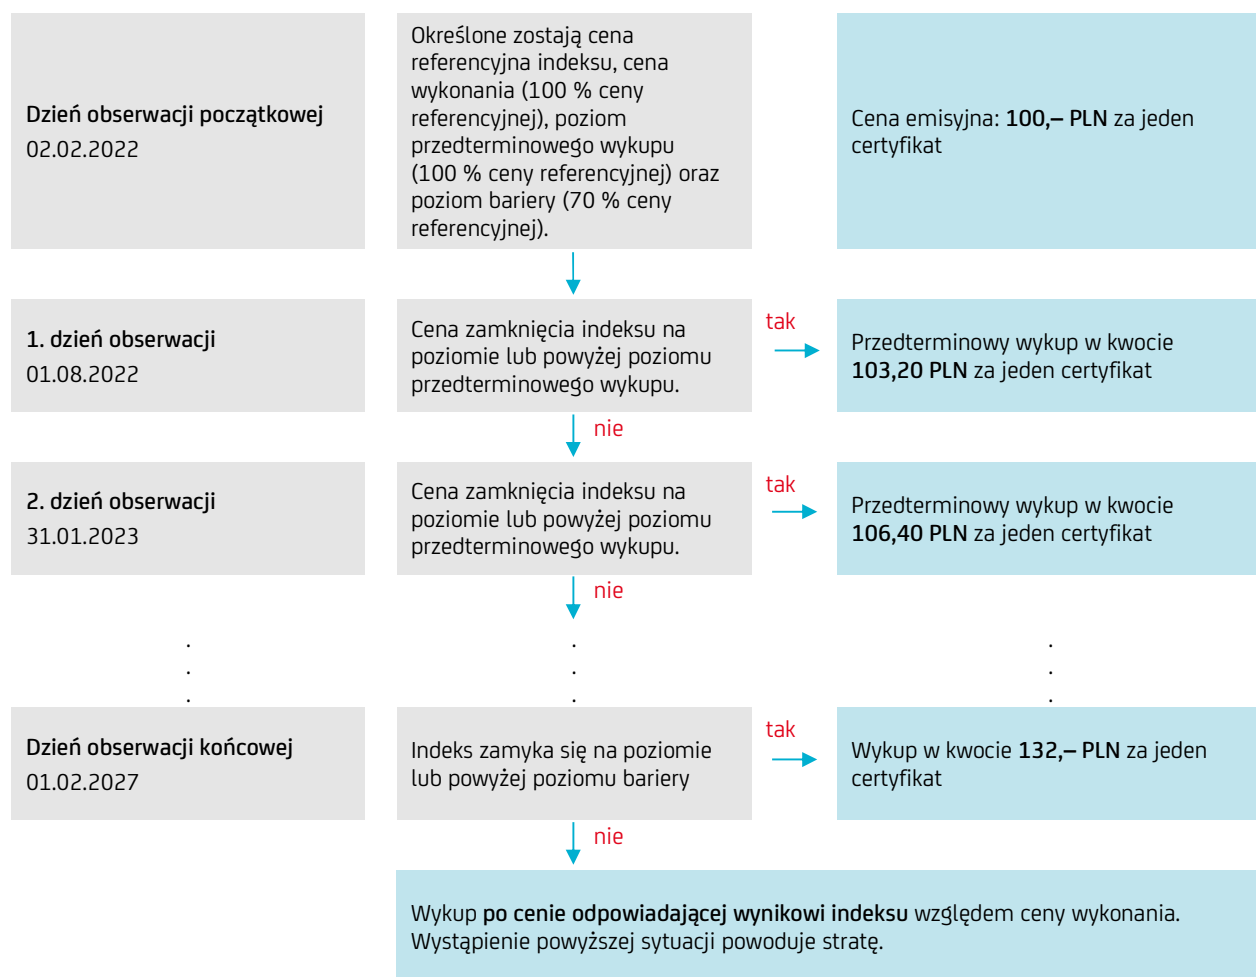 Dzień obserwacji początkowej
02.02.2022
Określone zostają cena
referencyjna indeksu, cena
wykonania (100 % ceny
referencyjnej), poziom
przedterminowego wykupu
(100 % ceny referencyjnej) oraz
poziom bariery (70 % ceny
referencyjnej).
Cena emisyjna: 100,– PLN za jeden
certyfikat
1. dzień obserwacji
01.08.2022
Cena zamknięcia indeksu na
poziomie lub powyżej poziomu
przedterminowego wykupu.
tak
Przedterminowy wykup w kwocie
103,20 PLN za jeden certyfikat
nie
2. dzień obserwacji
31.01.2023
Cena zamknięcia indeksu na
poziomie lub powyżej poziomu
przedterminowego wykupu.
tak
Przedterminowy wykup w kwocie
106,40 PLN za jeden certyfikat
nie
. . .
. . .
. . .
Dzień obserwacji końcowej
01.02.2027
Indeks zamyka się na poziomie
lub powyżej poziomu bariery
tak
Wykup w kwocie 132,– PLN za jeden
certyfikat
nie
Wykup po cenie odpowiadającej wynikowi indeksu względem ceny wykonania.
Wystąpienie powyższej sytuacji powoduje stratę.